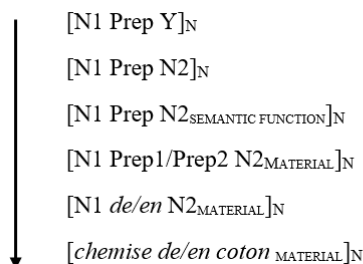 [N1 Prep Y]N
[N1 Prep N2]N
[N1 Prep N2SEMANTIC FUNCTION]N
[N1 Prep1/Prep2 N2MATERIAL]N
[N1 de/en N2MATERIAL]N
[chemise de/en coton MATERIAL]N